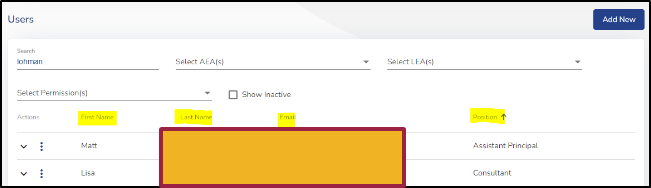 Users
Add New
Search
lohman
Select AEA(s)
Select LEA(s)
Select Permission(s)
Show Inactive
Actions First Name Last Name Email Position ↑
Matt Assistant Principal
Lisa Consultant